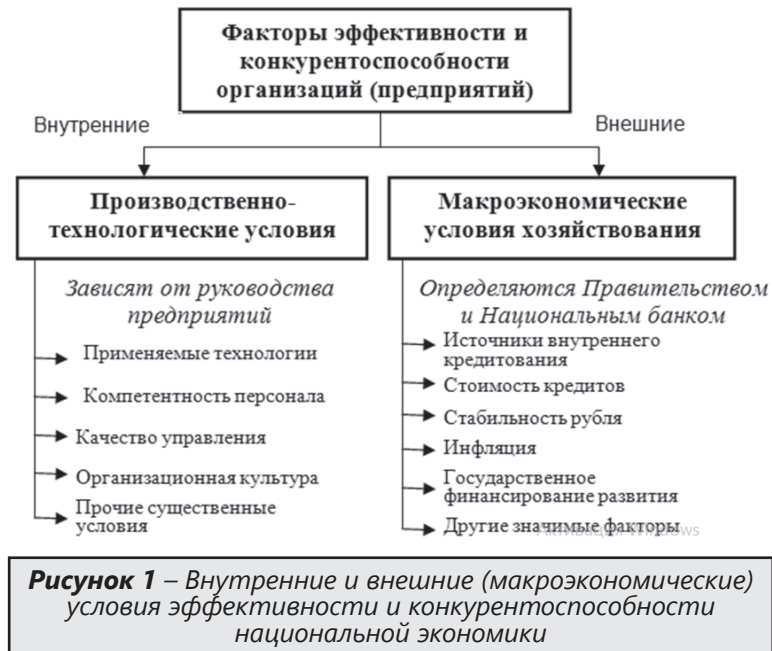 Факторы эффективности и
конкурентоспособности
организаций (предприятий)
Внутренние
Внешние
Производственно-
технологические условия
Зависят от руководства
предприятий
Применяемые технологии
Компетентность персонала
Качество управления
Организационная культура
Прочие существенные
условия
Макроэкономические
условия хозяйствования
Определяются Правительством
и Национальным банком
Источники внутреннего
кредитования
Стоимость кредитов
Стабильность рубля
Инфляция
Государственное
финансирование развития
Другие значимые факторы
Активация Windows
Рисунок 1 – Внутренние и внешние (макроэкономические)
условия эффективности и конкурентоспособности
национальной экономики